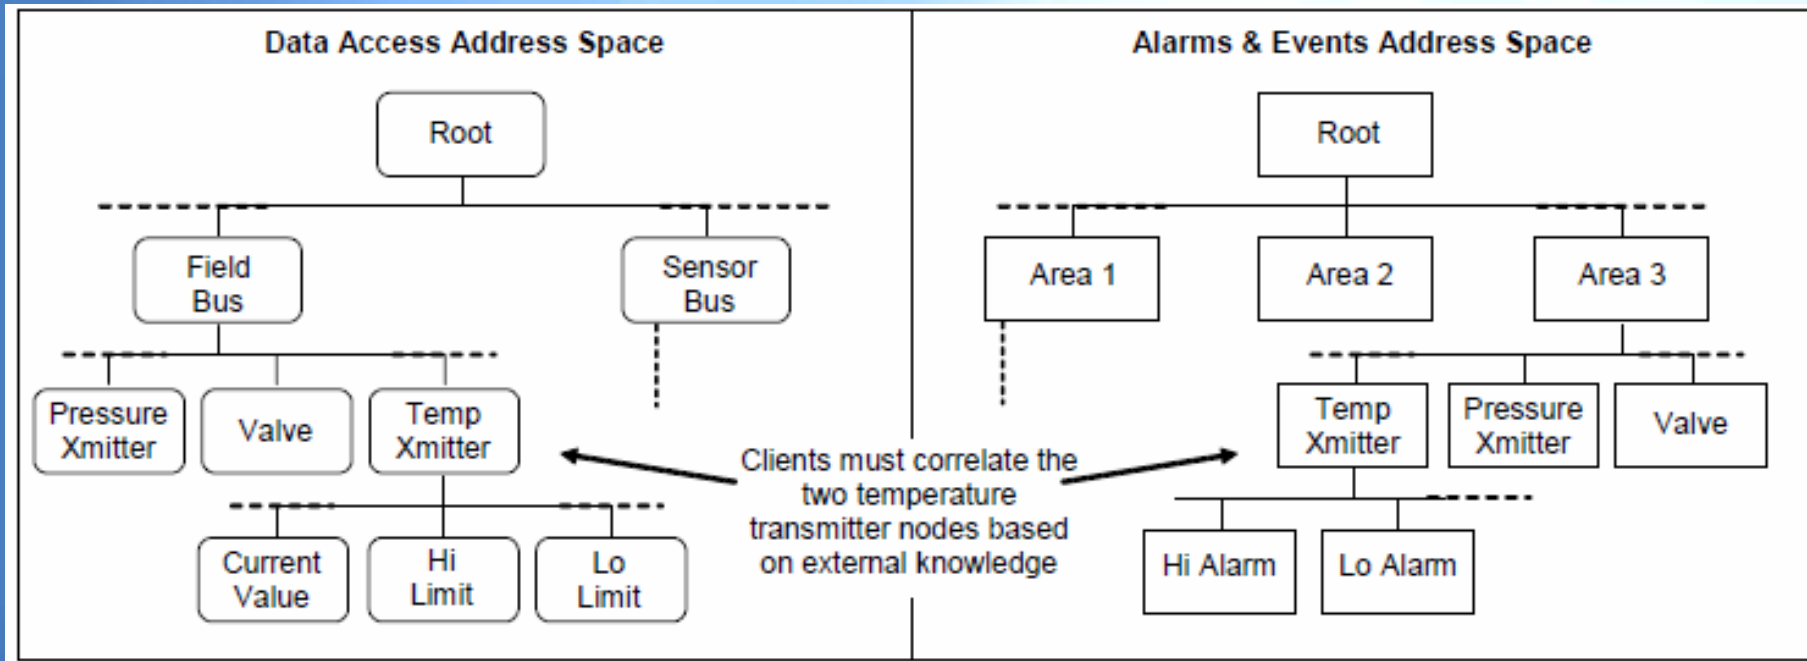 Data Access Address Space
Root
Field
Bus
Sensor
Bus
Pressure
Xmitter
Valve
Temp
Xmitter
Current
Value
Hi
Limit
Lo
Limit
Clients must correlate the
two temperature
transmitter nodes based
on external knowledge
Alarms & Events Address Space
Root
Area 1
Area 2
Area 3
Temp
Xmitter
Pressure
Xmitter
Valve
Hi Alarm
Lo Alarm